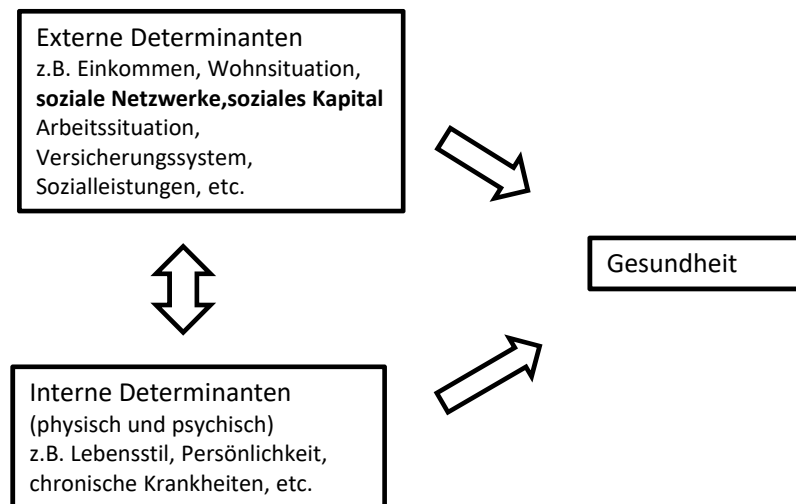 Externe Determinanten
z.B. Einkommen, Wohnsituation,
soziale Netzwerke,soziales Kapital
Arbeitssituation,
Versicherungssystem,
Sozialleistungen, etc.
Gesundheit
Interne Determinanten
(physisch und psychisch)
z.B. Lebensstil, Persönlichkeit,
chronische Krankheiten, etc.